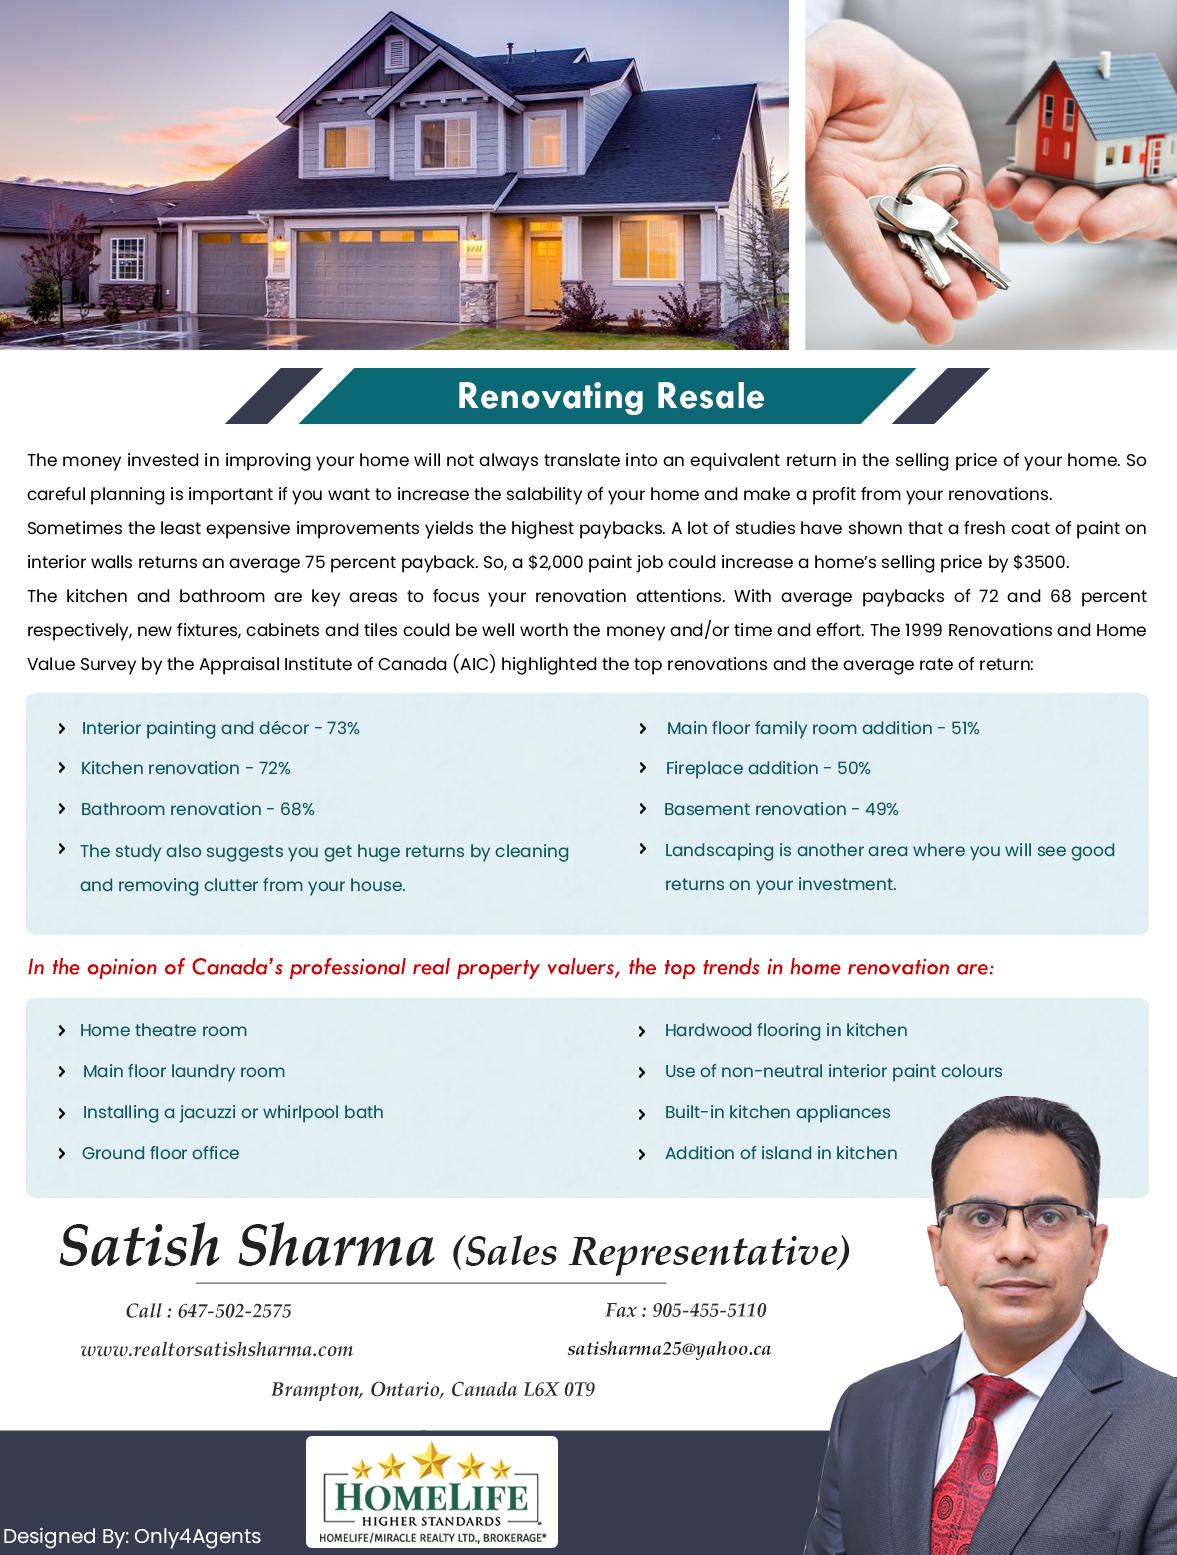 Renovating Resale
The money invested in improving your home will not always translate into an equivalent return in the selling price of your home. So
careful planning is important if you want to increase the salability of your home and make a profit from your renovations.
Sometimes the least expensive improvements yields the highest paybacks. A lot of studies have shown that a fresh coat of paint on
interior walls returns an average 75 percent payback. So, a $2,000 paint job could increase a home's selling price by $3500.
The kitchen and bathroom are key areas to focus your renovation attentions. With average paybacks of 72 and 68 percent
respectively, new fixtures, cabinets and tiles could be well worth the money and/or time and effort. The 1999 Renovations and Home
Value Survey by the Appraisal Institute of Canada (AIC) highlighted the top renovations and the average rate of return:
Interior painting and décor - 73%
Kitchen renovation - 72%
Bathroom renovation - 68%
The study also suggests you get huge returns by cleaning
and removing clutter from your house.
Main floor family room addition - 51%
Fireplace addition - 50%
Basement renovation - 49%
Landscaping is another area where you will see good
returns on your investment.
In the opinion of Canada's professional real property valuers, the top trends in home renovation are:
Home theatre room
Main floor laundry room
Installing a jacuzzi or whirlpool bath
Ground floor office
Hardwood flooring in kitchen
Use of non-neutral interior paint colours
Built-in kitchen appliances
Addition of island in kitchen
Satish Sharma (Sales Representative)
Call : 647-502-2575
Fax : 905-455-5110
www.realtorsatishsharma.com
satisharma25@yahoo.ca
Brampton, Ontario, Canada L6X 0T9
HOMELIFE
HIGHER STANDARDS
HOMELIFE/MIRACLE REALTY LTD., BROKERAGE*
Designed By: Only4Agents